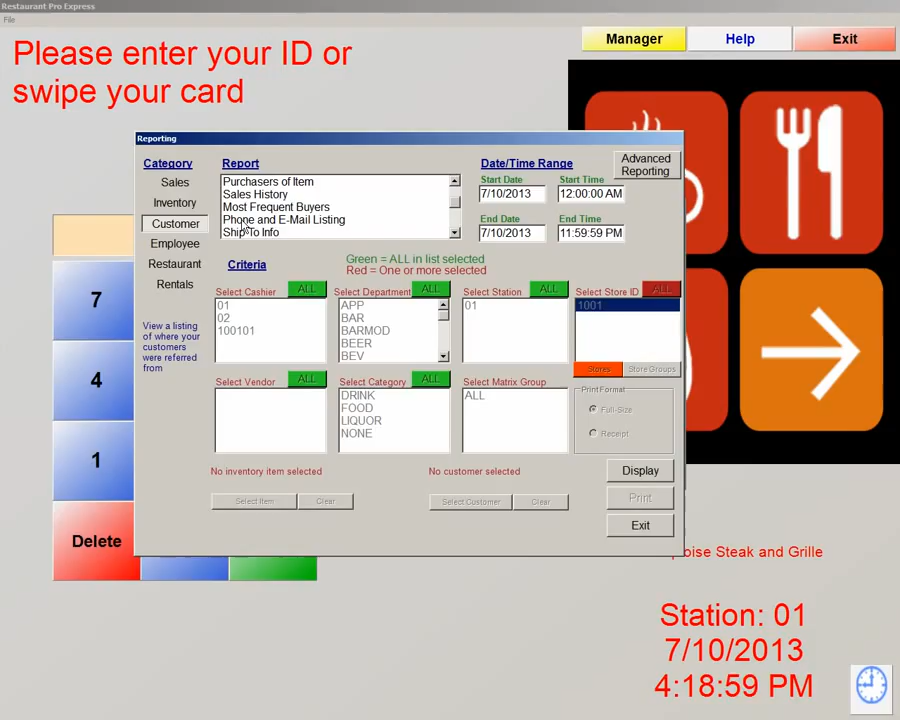 Restaurant Pro Express
File
Please enter your ID or
swipe your card
Manager
Help
Exit
Reporting
Category
Sales
Inventory
Customer
Employee
Restaurant
Rentals
View a listing
of where your
customers
were referred
from
Report
Purchasers of Item
Sales History
Most Frequent Buyers
Phone and E-Mail Listing
Ship To Info
Date/Time Range
Advanced
Reporting
Start Date
Start Time
7/10/2013
12:00:00 AM
End Date
End Time
7/10/2013
11:59:59 PM
Criteria
Green = ALL in list selected
Red = One or more selected
Select Cashier
ALL
01
02
100101
Select Department
ALL
APP
BAR
BARMOD
BEER
BEV
Select Station
ALL
01
Select Store ID
ALL
1001
Stores
Store Groups
Select Vendor
ALL
Select Category
ALL
DRINK
FOOD
LIQUOR
NONE
Select Matrix Group
ALL
Print Format
Full-Size
Receipt
No inventory item selected
No customer selected
Select Item
Clear
Select Customer
Clear
Display
Print
Exit
7
4
1
Delete
oise Steak and Grille
Station: 01
7/10/2013
4:18:59 PM